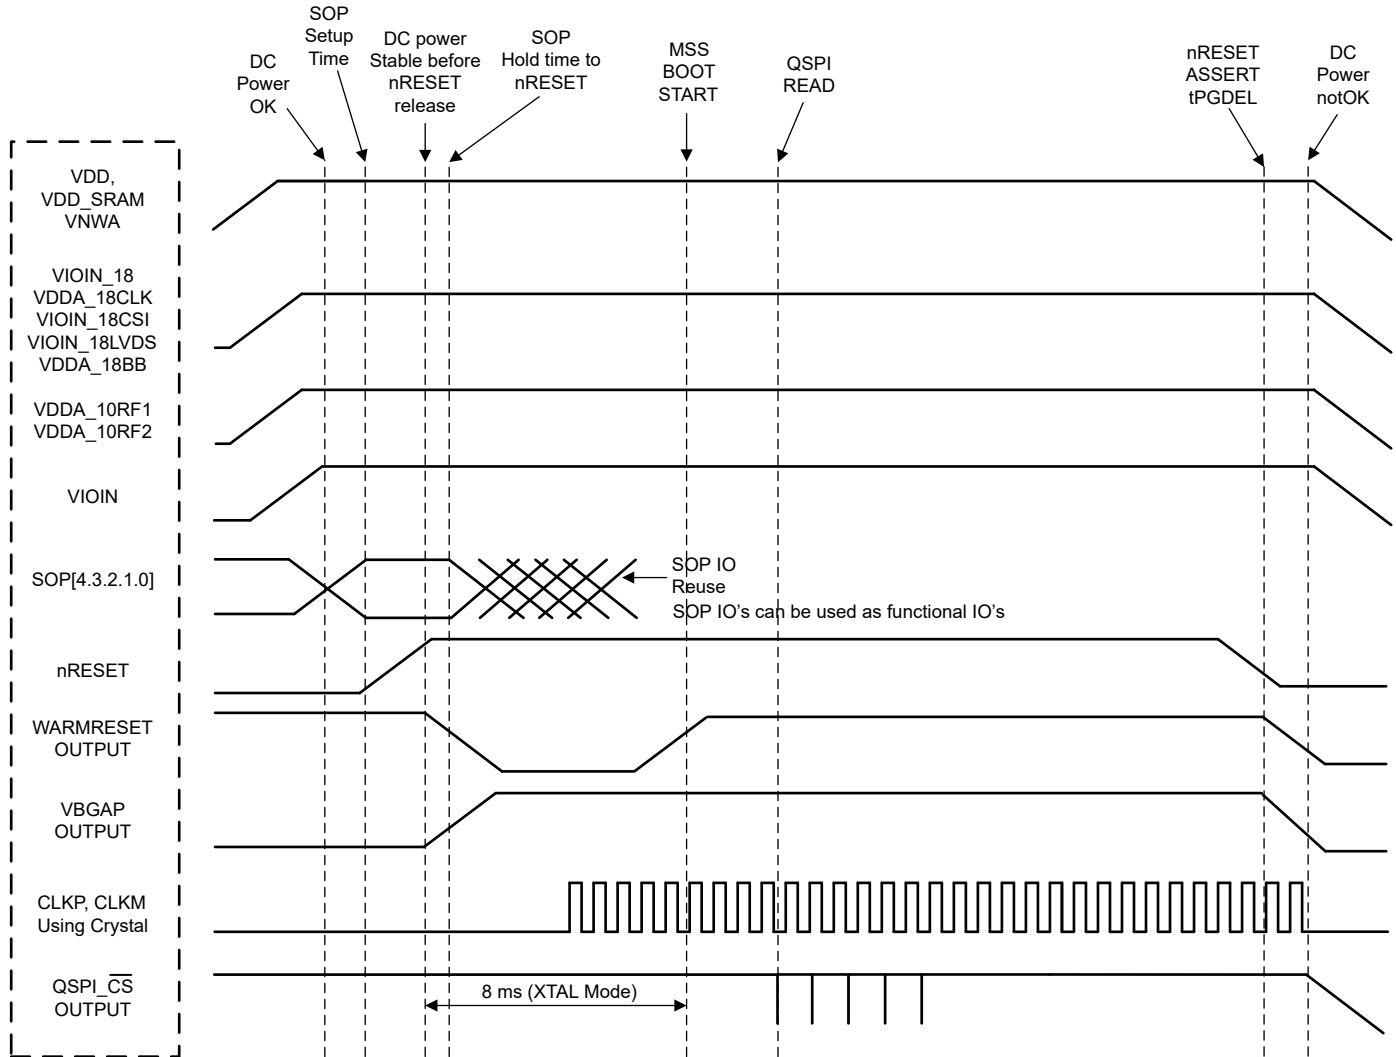 DC
Power
OK
SOP
Setup
Time
DC power
Stable before
nRESET
release
SOP
Hold time to
nRESET
MSS
BOOT
START
QSPI
READ
nRESET
ASSERT
tPGDEL
DC
Power
notOK
VDD,
VDD_SRAM
VNWA
VIOIN_18
VDDA_18CLK
VIOIN_18CSI
VIOIN_18LVDS
VDDA_18BB
VDDA_10RF1
VDDA_10RF2
VIOIN
SOP[4.3.2.1.0]
SOP IO
Reuse
SOP IO's can be used as functional IO's
nRESET
WARMRESET
OUTPUT
VBGAP
OUTPUT
CLKP, CLKM
Using Crystal
QSPI_CS
OUTPUT
8 ms (XTAL Mode)